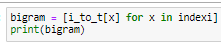 bigram = [i_to_t[x] for x in indexi]
print(bigram)